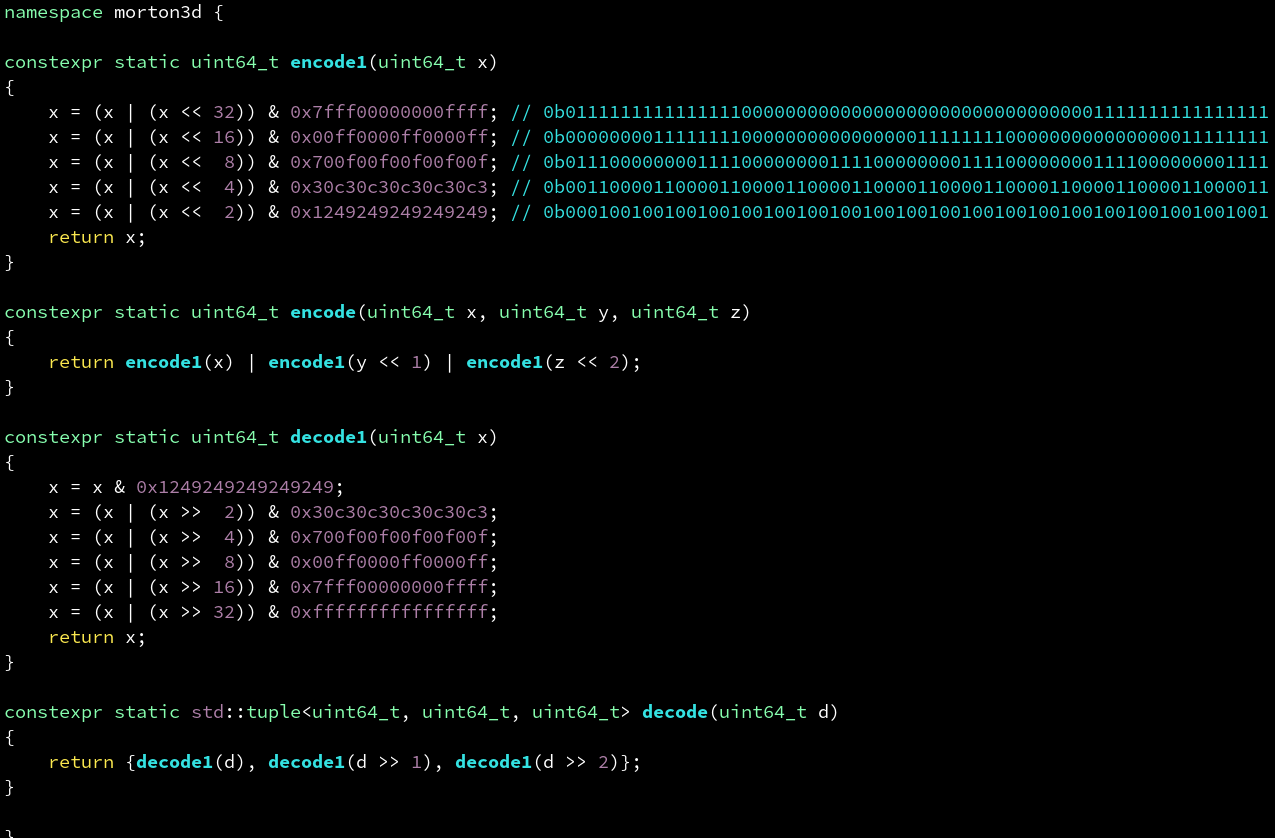 namespace morton3d {
constexpr static uint64_t encode1(uint64_t x)
{
    x = (x | (x << 32)) & 0x7fff00000000ffff; // 0b0111111111111111000000000000000000000000000000001111111111111111
    x = (x | (x << 16)) & 0x00ff0000ff0000ff; // 0b0000000011111111000000000000000011111111000000000000000011111111
    x = (x | (x <<  8)) & 0x700f00f00f00f00f; // 0b0111000000001111000000001111000000001111000000001111000000001111
    x = (x | (x <<  4)) & 0x30c30c30c30c30c3; // 0b0011000011000011000011000011000011000011000011000011000011000011
    x = (x | (x <<  2)) & 0x1249249249249249; // 0b0001001001001001001001001001001001001001001001001001001001001001
    return x;
}
constexpr static uint64_t encode(uint64_t x, uint64_t y, uint64_t z)
{
    return encode1(x) | encode1(y << 1) | encode1(z << 2);
}
constexpr static uint64_t decode1(uint64_t x)
{
    x = x & 0x1249249249249249;
    x = (x | (x >>  2)) & 0x30c30c30c30c30c3;
    x = (x | (x >>  4)) & 0x700f00f00f00f00f;
    x = (x | (x >>  8)) & 0x00ff0000ff0000ff;
    x = (x | (x >> 16)) & 0x7fff00000000ffff;
    x = (x | (x >> 32)) & 0xffffffffffffffff;
    return x;
}
constexpr static std::tuple<uint64_t, uint64_t, uint64_t> decode(uint64_t d)
{
    return {decode1(d), decode1(d >> 1), decode1(d >> 2)};
}
}